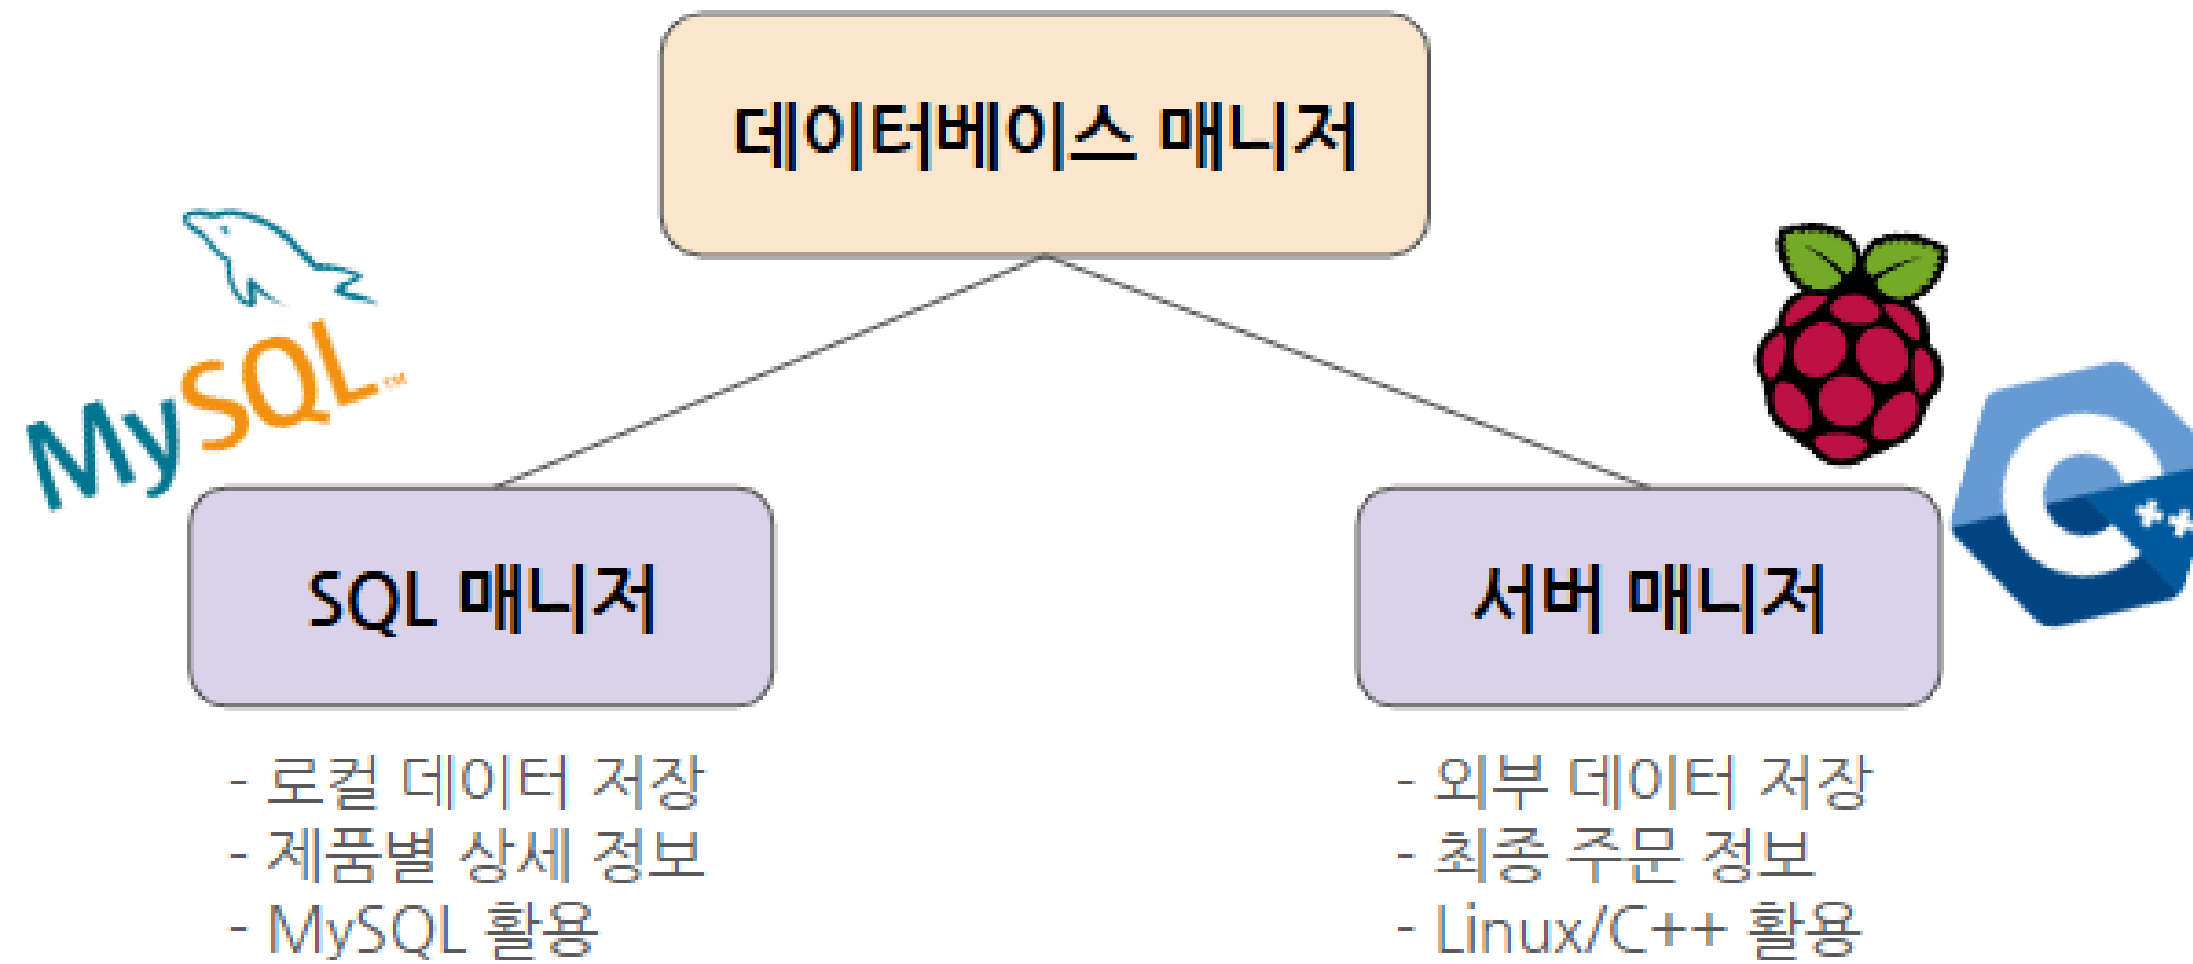 데이터베이스 매니저
MySQL™
SQL 매니저
서버 매니저
C++
- 로컬 데이터 저장
- 제품별 상세 정보
- MySQL 활용
- 외부 데이터 저장
- 최종 주문 정보
- Linux/C++ 활용